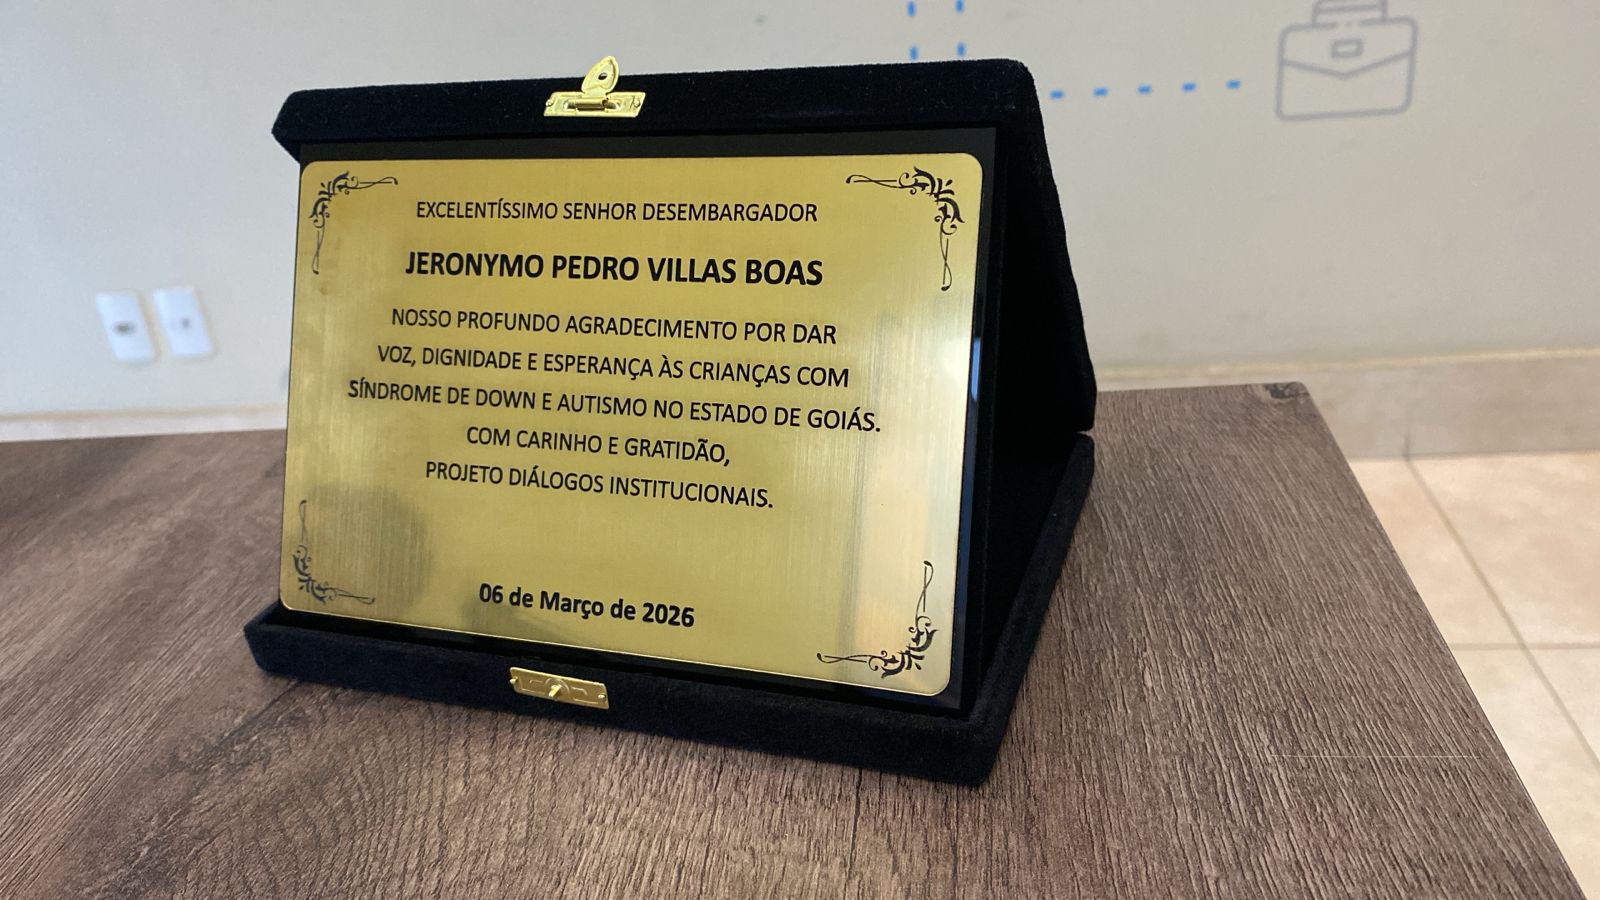 EXCELENTÍSSIMO SENHOR DESEMBARGADOR
JERONYMO PEDRO VILLAS BOAS
NOSSO PROFUNDO AGRADECIMENTO POR DAR
VOZ, DIGNIDADE E ESPERANÇA ÀS CRIANÇAS COM
SÍNDROME DE DOWN E AUTISMO NO ESTADO DE GOIÁS.
COM CARINHO E GRATIDÃO,
PROJETO DIÁLOGOS INSTITUCIONAIS.
06 de Março de 2026